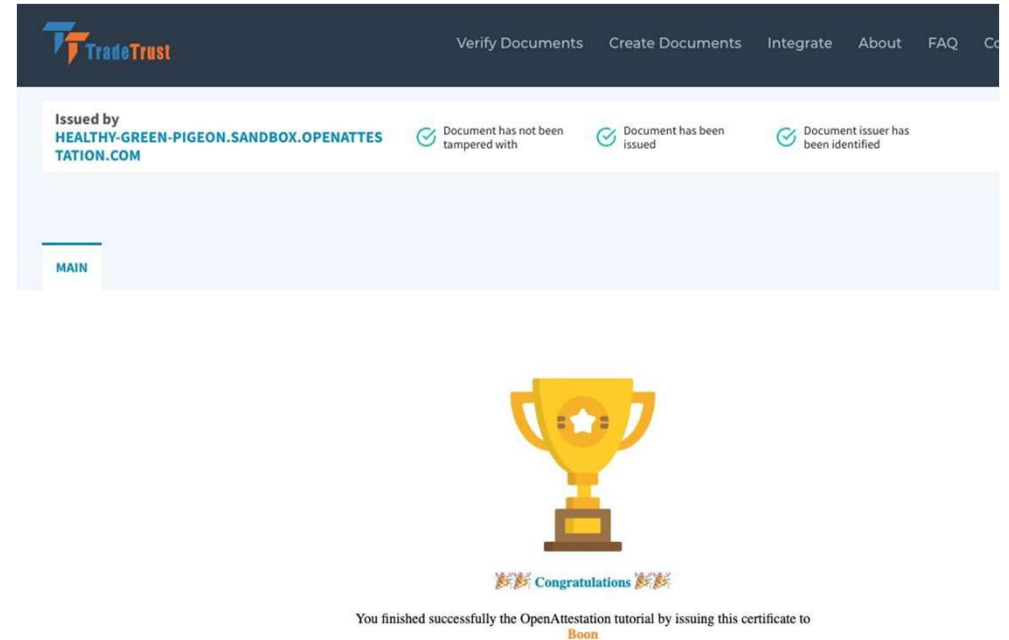 TradeTrust
Verify Documents Create Documents Integrate About FAQ
Issued by
HEALTHY-GREEN-PIGEON.SANDBOX.OPENATTES
TATION.COM
Document has not been
tampered with
Document has been
issued
Document issuer has
been identified
MAIN
🎉🎉 Congratulations 🎉🎉
You finished successfully the OpenAttestation tutorial by issuing this certificate to
Boon